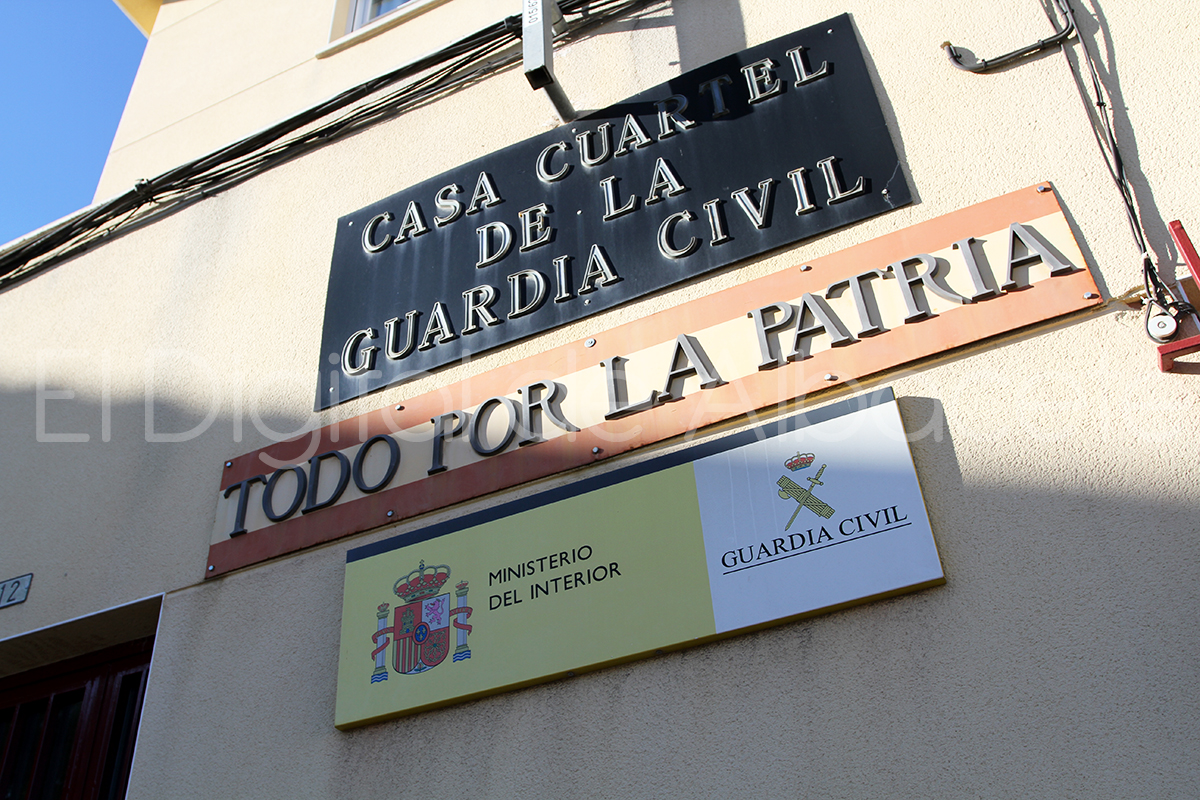 CASA CUARTEL
DE LA
GUARDIA CIVIL
TODO POR LA PATRIA
MINISTERIO
DEL INTERIOR
GUARDIA CIVIL
12
El Digital de Albacete